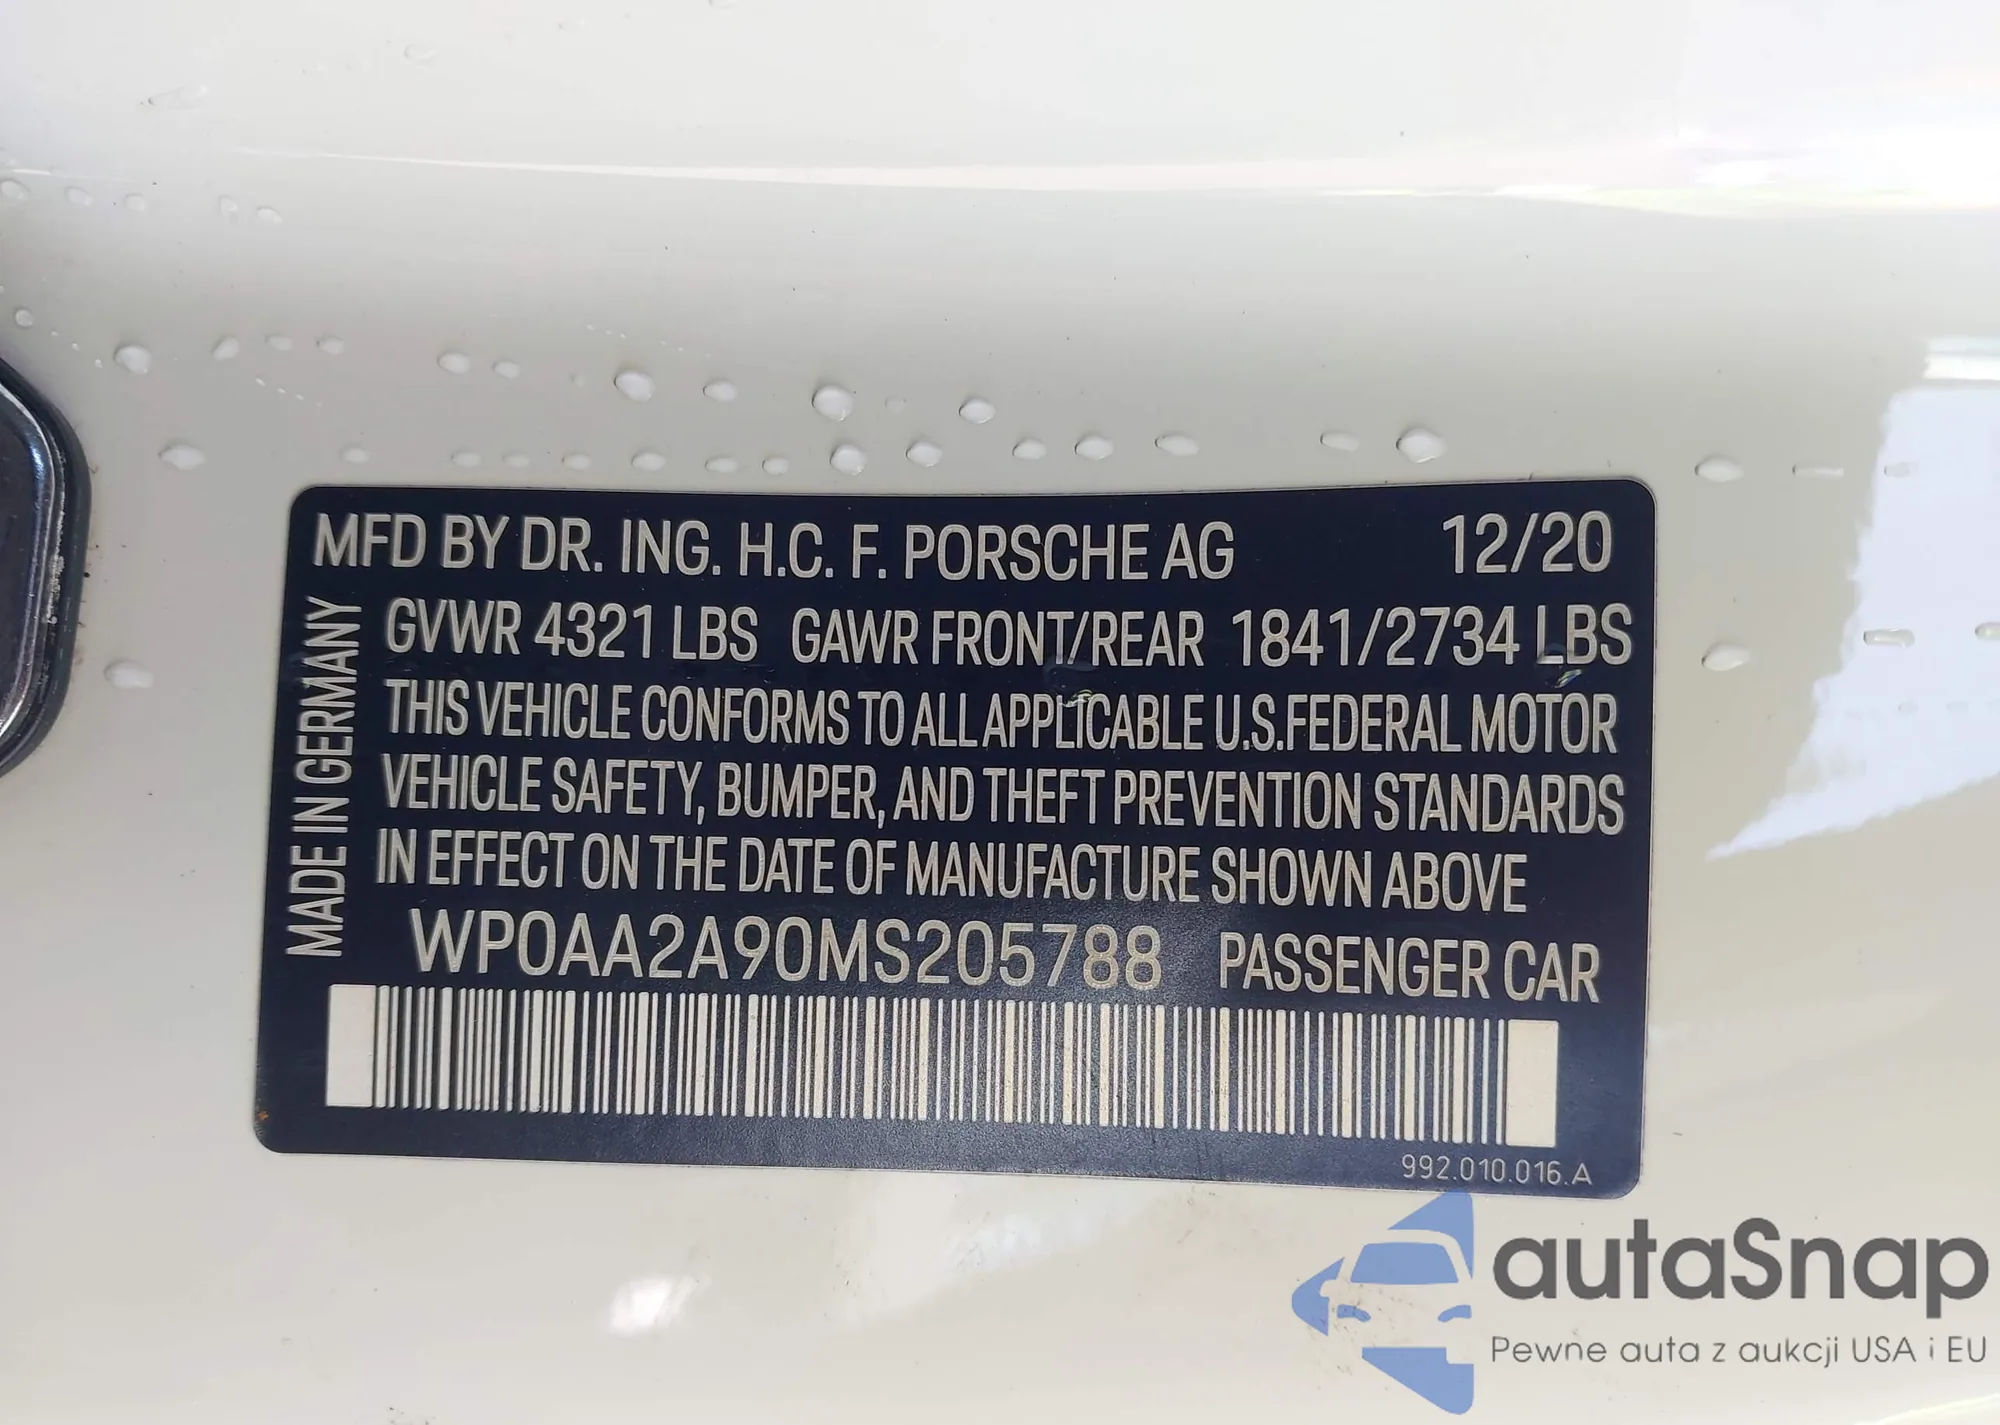 MFD BY DR. ING. H.C. F. PORSCHE AG 12/20
GVWR 4321 LBS GAWR FRONT/REAR 1841/2734 LBS
THIS VEHICLE CONFORMS TO ALL APPLICABLE U.S.FEDERAL MOTOR
VEHICLE SAFETY, BUMPER, AND THEFT PREVENTION STANDARDS
IN EFFECT ON THE DATE OF MANUFACTURE SHOWN ABOVE
WP0AA2A90MS205788 PASSENGER CAR
MADE IN GERMANY
992.010.016.A
autaSnap
Pewne auta z aukcji USA i EU